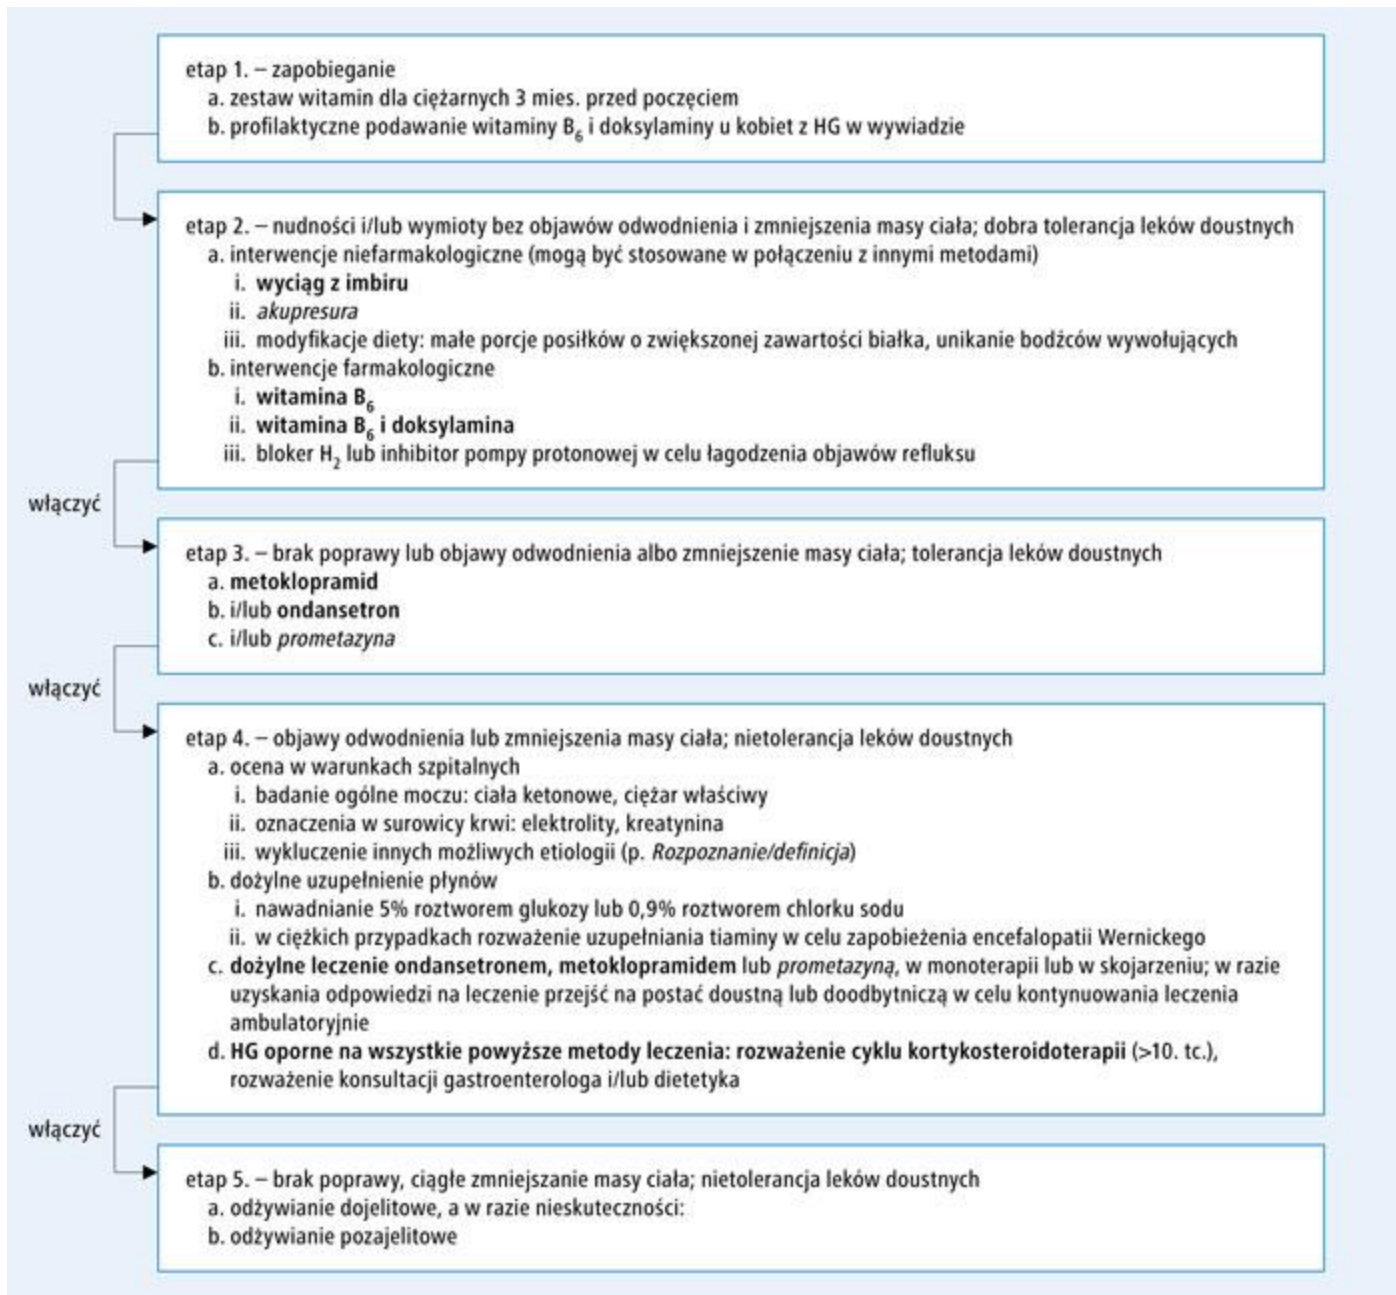 etap 1. – zapobieganie
a. zestaw witamin dla ciężarnych 3 mies. przed poczęciem
b. profilaktyczne podawanie witaminy B₆ i doksylaminy u kobiet z HG w wywiadzie
etap 2. – nudności i/lub wymioty bez objawów odwodnienia i zmniejszenia masy ciała; dobra tolerancja leków doustnych
a. interwencje niefarmakologiczne (mogą być stosowane w połączeniu z innymi metodami)
i. wyciąg z imbiru
ii. akupresura
iii. modyfikacje diety: małe porcje posiłków o zwiększonej zawartości białka, unikanie bodźców wywołujących
b. interwencje farmakologiczne
i. witamina B₆
ii. witamina B₆ i doksylamina
iii. bloker H₂ lub inhibitor pompy protonowej w celu łagodzenia objawów refluksu
włączyć
etap 3. – brak poprawy lub objawy odwodnienia albo zmniejszenie masy ciała; tolerancja leków doustnych
a. metoklopramid
b. i/lub ondansetron
c. i/lub prometazyna
włączyć
etap 4. – objawy odwodnienia lub zmniejszenia masy ciała; nietolerancja leków doustnych
a. ocena w warunkach szpitalnych
i. badanie ogólne moczu: ciała ketonowe, ciężar właściwy
ii. oznaczenia w surowicy krwi: elektrolity, kreatynina
iii. wykluczenie innych możliwych etiologii (p. Rozpoznanie/definicja)
b. dożylne uzupełnienie płynów
i. nawadnianie 5% roztworem glukozy lub 0,9% roztworem chlorku sodu
ii. w ciężkich przypadkach rozważenie uzupełniania tiaminy w celu zapobieżenia encefalopatii Wernickego
c. dożylne leczenie ondansetronem, metoklopramidem lub prometazyną, w monoterapii lub w skojarzeniu; w razie
uzyskania odpowiedzi na leczenie przejść na postać doustną lub doodbytniczą w celu kontynuowania leczenia
ambulatoryjnie
d. HG oporne na wszystkie powyższe metody leczenia: rozważenie cyklu kortykosteroidoterapii (>10. tc.),
rozważenie konsultacji gastroenterologa i/lub dietetyka
włączyć
etap 5. – brak poprawy, ciągłe zmniejszanie masy ciała; nietolerancja leków doustnych
a. odżywianie dojelitowe, a w razie nieskuteczności:
b. odżywianie pozajelitowe